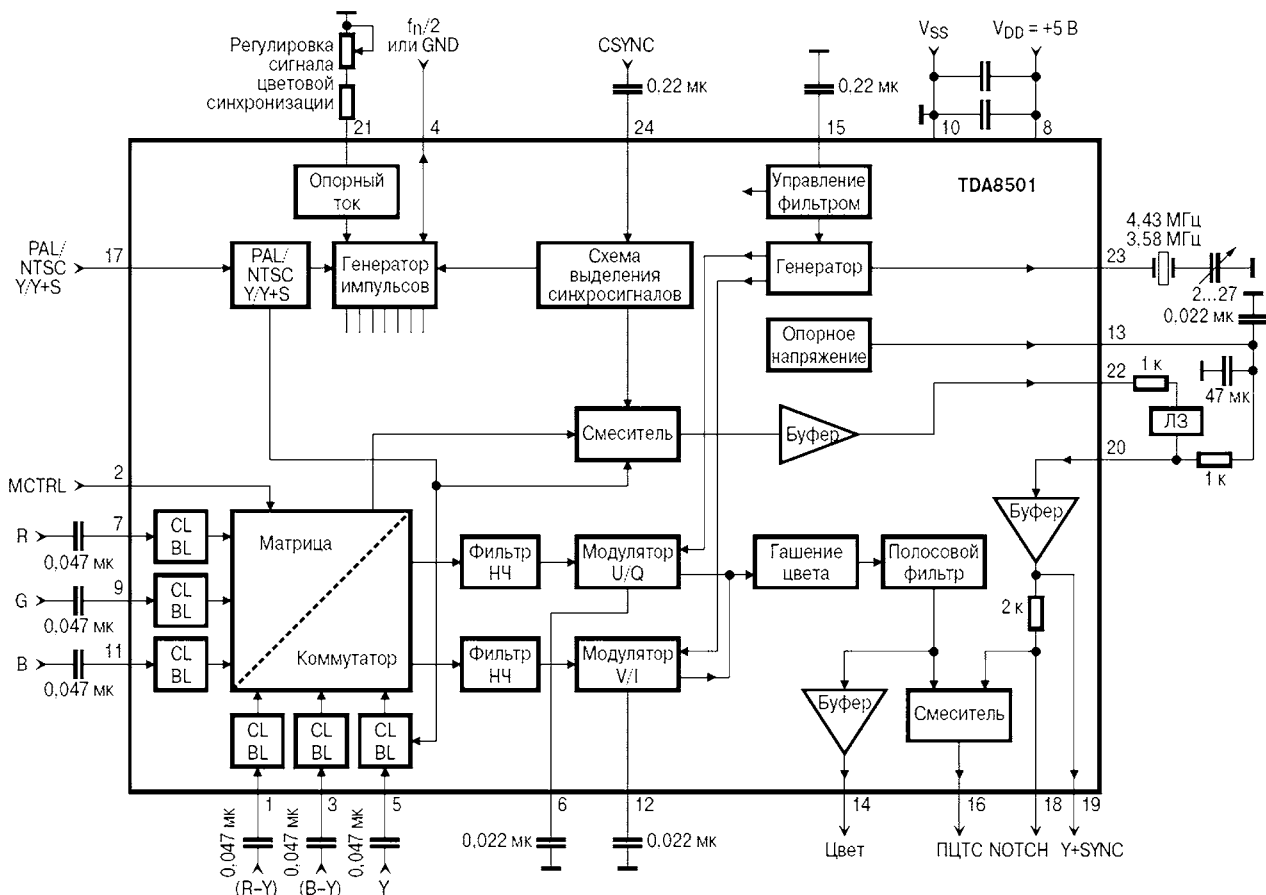 Регулировка
сигнала
цветовой
синхронизации
fn/2
или GND
CSYNC
0,22 мк
0,22 мк
VSS
VDD = +5 В
21
4
24
15
10
8
Опорный
ток
Управление
фильтром
TDA8501
PAL/
NTSC
Y/Y+S
17
PAL/
NTSC
Y/Y+S
Генератор
импульсов
Схема
выделения
синхросигналов
Генератор
4,43 МГц
3.58 МГц
23
2...27
0,022 мк
Опорное
напряжение
13
22
1 к
47 мк
Смеситель
Буфер
ЛЗ
20
1 к
MCTRL
2
Буфер
R
7
0,047 мк
CL
BL
Матрица
Фильтр
НЧ
Модулятор
U/Q
Гашение
цвета
Полосовой
фильтр
G
9
0,047 мк
CL
BL
2 к
B
11
0,047 мк
CL
BL
Коммутатор
Фильтр
НЧ
Модулятор
V/I
Буфер
Смеситель
CL
BL
CL
BL
CL
BL
1
3
5
6
12
14
16
18
19
0,047 мк
0,047 мк
0,047 мк
0,022 мк
0,022 мк
(R–Y)
(B–Y)
Y
Цвет
ПЦТС
NOTCH
Y+SYNC